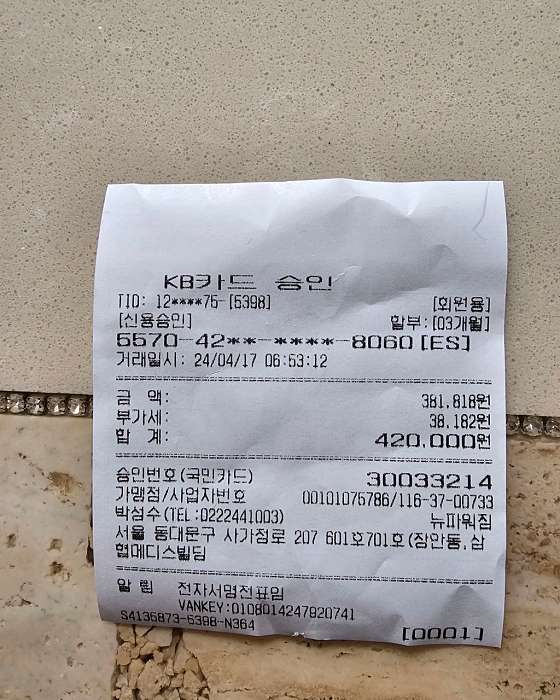 KB카드 승인
TID: 12****75-[5398] [회원용]
[신용승인] 할부:[03개월]
5570-42**-****-8060[ES]
거래일시: 24/04/17 06:53:12
금 액: 381,818원
부가세: 38,182원
합 계: 420,000원
승인번호(국민카드) 30033214
가맹점/사업자번호 00101075786/116-37-00733
박성수(TEL:0222441003) 뉴파워짐
서울 동대문구 사가정로 207 601호701호(장안동,삼
협메디스빌딩
알 림 전자서명전표임
VANKEY:0108014247920741
S4136873-5398-N364 [0001]